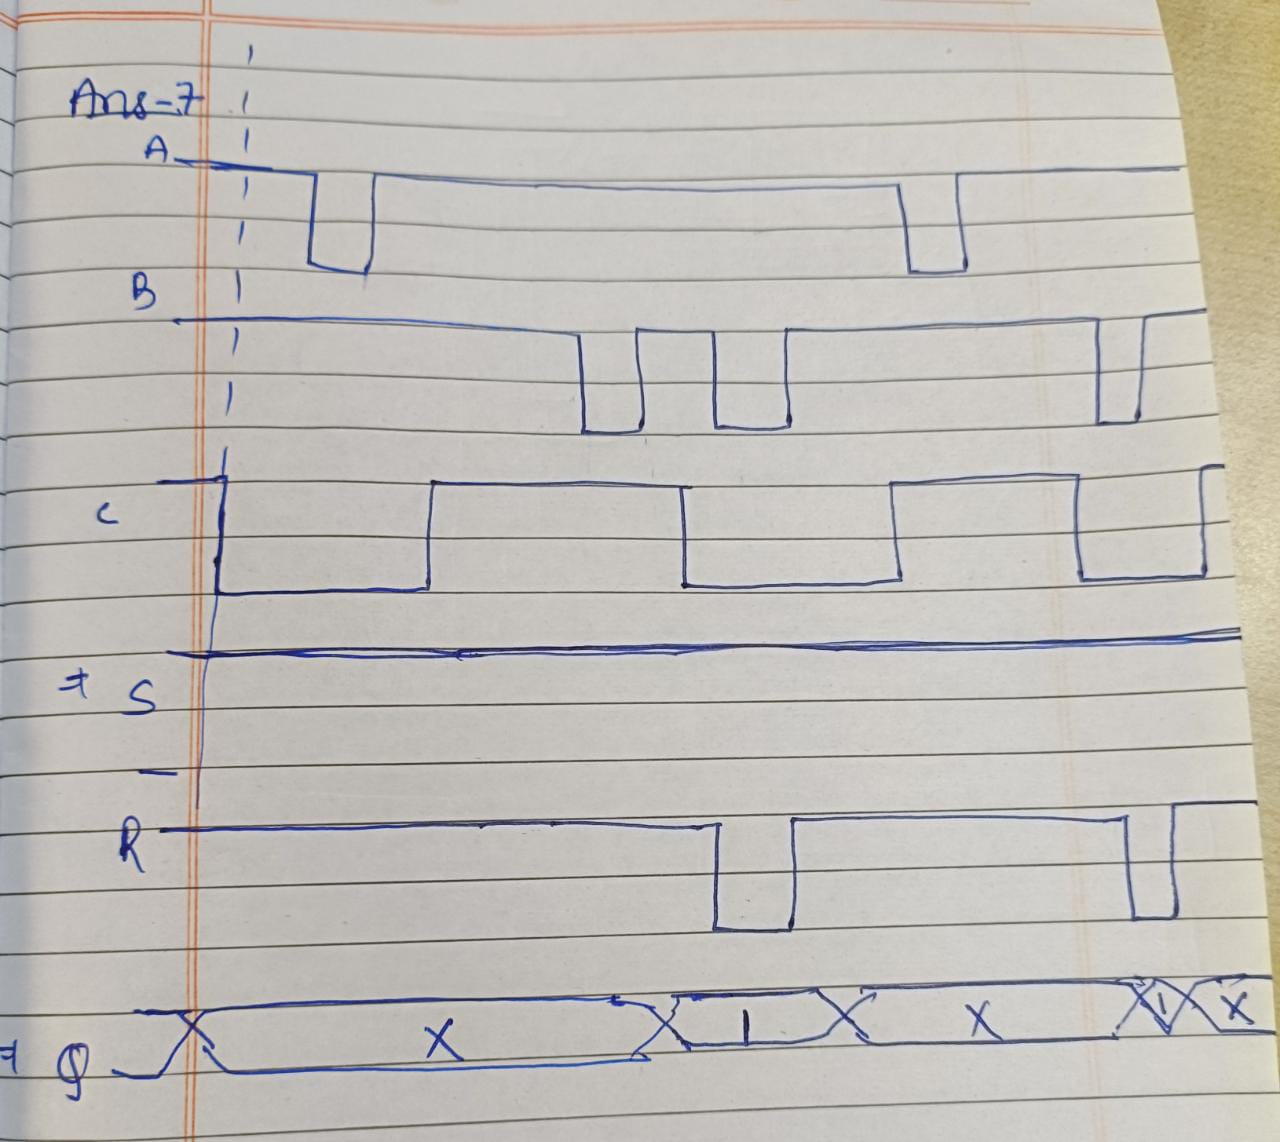 Ans-7
A
B
C
⇒ S
R
⇒ Q X 1 X 1 X